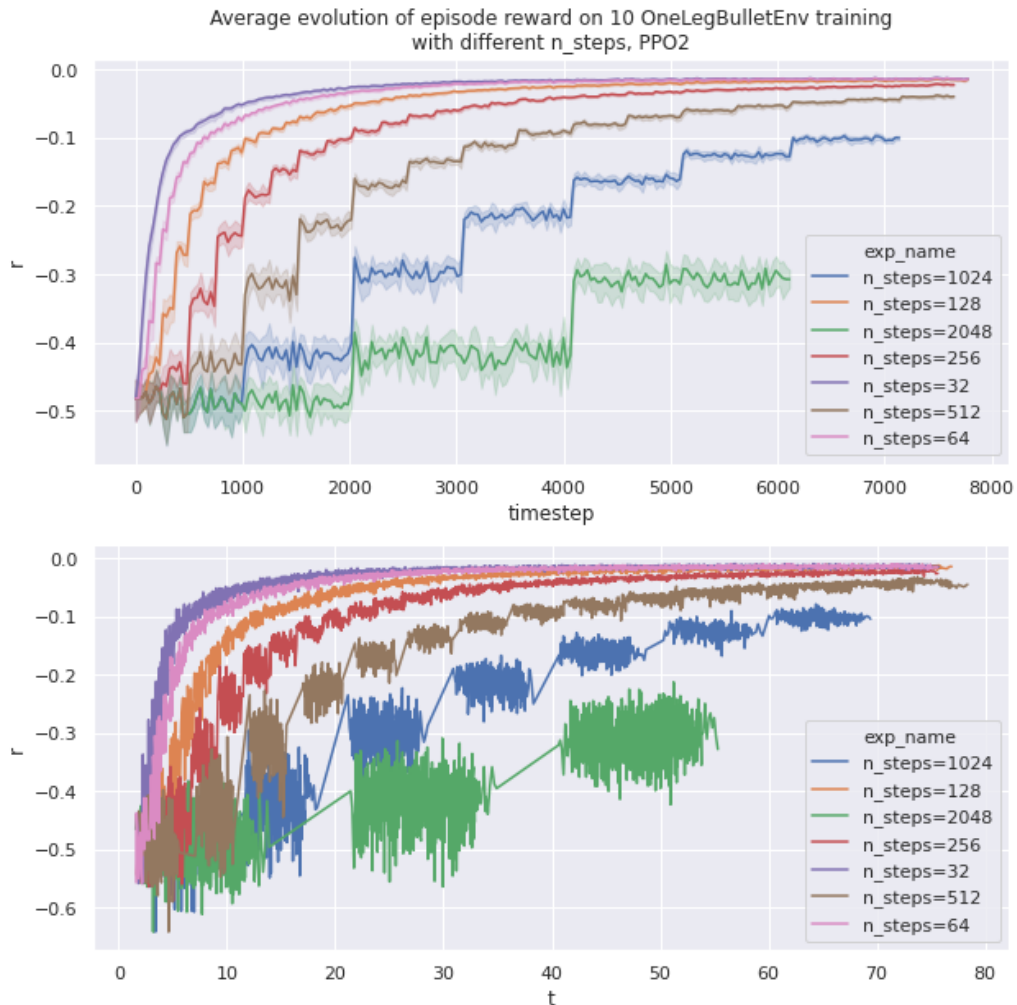 Average evolution of episode reward on 10 OneLegBulletEnv training
with different n_steps, PPO2
0.0
−0.1
−0.2
−0.3
−0.4
−0.5
r
exp_name
n_steps=1024
n_steps=128
n_steps=2048
n_steps=256
n_steps=32
n_steps=512
n_steps=64
0 1000 2000 3000 4000 5000 6000 7000 8000
timestep
0.0
−0.1
−0.2
−0.3
−0.4
−0.5
−0.6
r
exp_name
n_steps=1024
n_steps=128
n_steps=2048
n_steps=256
n_steps=32
n_steps=512
n_steps=64
0 10 20 30 40 50 60 70 80
t